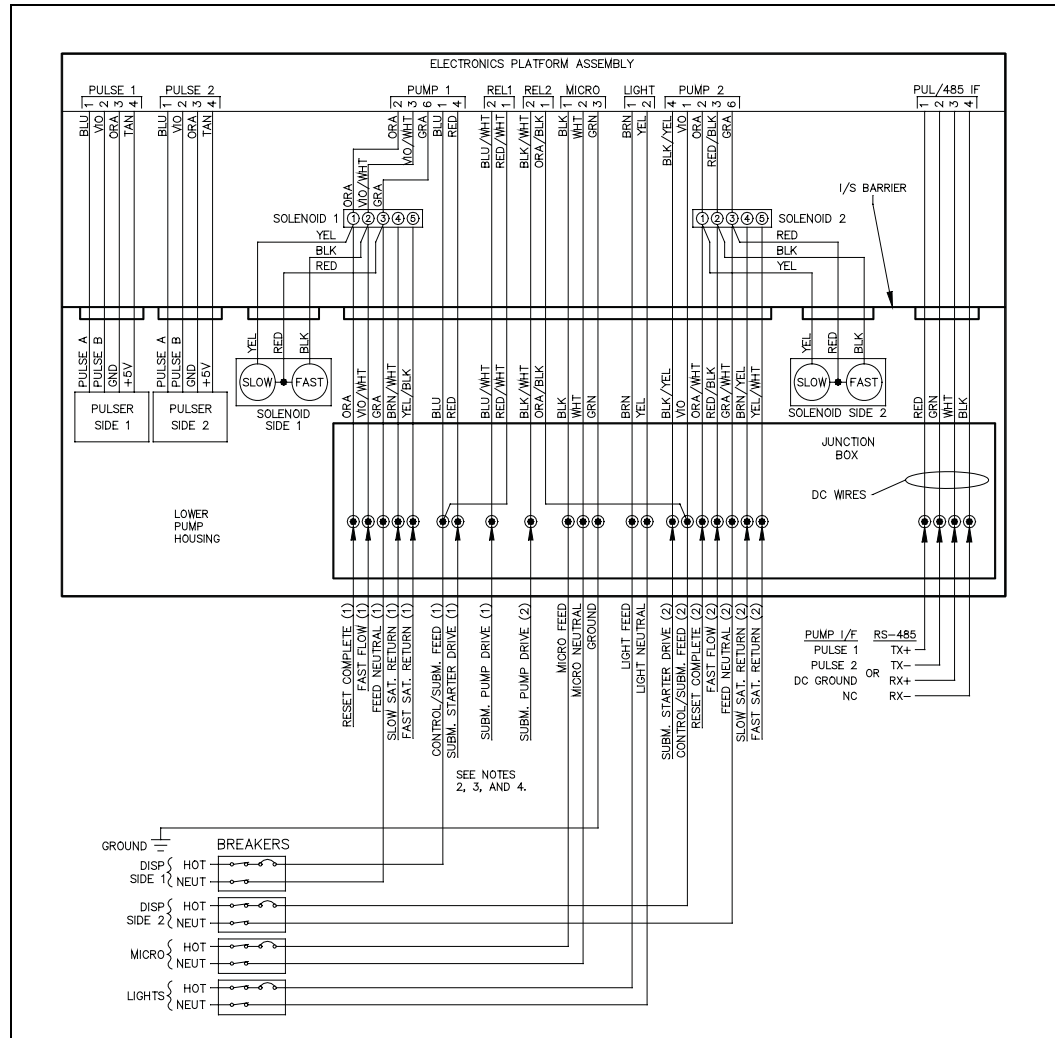 ELECTRONICS PLATFORM ASSEMBLY
PULSE 1
PULSE 2
PUMP 1
REL1
REL2
MICRO
LIGHT
PUMP 2
PUL/485 IF
1 2 3 4
1 2 3 4
2 3 6 1 4
2 1
2 1
1 2 3
1 2
4 1 2 3 6
1 2 3 4
BLU
VIO
ORA
TAN
BLU
VIO
ORA
TAN
ORA
VIO/WHT
GRA
BLU
RED
BLU/WHT
RED/WHT
BLK/WHT
ORA/BLK
BLK
WHT
GRN
BRN
YEL
BLK/YEL
VIO
ORA
RED/BLK
GRA
I/S BARRIER
ORA
VIO/WHT
GRA
SOLENOID 1
1 2 3 4 5
1 2 3 4 5
SOLENOID 2
YEL
BLK
RED
RED
BLK
YEL
PULSE A
PULSE B
GND
+5V
PULSE A
PULSE B
GND
+5V
YEL
RED
BLK
ORA
VIO/WHT
GRA
BRN/WHT
YEL/BLK
BLU
RED
BLU/WHT
RED/WHT
BLK/WHT
ORA/BLK
BLK
WHT
GRN
BRN
YEL
BLK/YEL
VIO
ORA/WHT
RED/BLK
GRA/WHT
BRN/YEL
YEL/WHT
YEL
RED
BLK
RED
GRN
WHT
BLK
SLOW
FAST
SLOW
FAST
PULSER
SIDE 1
PULSER
SIDE 2
SOLENOID
SIDE 1
SOLENOID SIDE 2
JUNCTION
BOX
DC WIRES
LOWER
PUMP
HOUSING
RESET COMPLETE (1)
FAST FLOW (1)
FEED NEUTRAL (1)
SLOW SAT. RETURN (1)
FAST SAT. RETURN (1)
CONTROL/SUBM. FEED (1)
SUBM. STARTER DRIVE (1)
SUBM. PUMP DRIVE (1)
SUBM. PUMP DRIVE (2)
MICRO FEED
MICRO NEUTRAL
GROUND
LIGHT FEED
LIGHT NEUTRAL
SUBM. STARTER DRIVE (2)
CONTROL/SUBM. FEED (2)
RESET COMPLETE (2)
FAST FLOW (2)
FEED NEUTRAL (2)
SLOW SAT. RETURN (2)
FAST SAT. RETURN (2)
PUMP I/F
RS-485
PULSE 1
TX+
PULSE 2
TX-
OR
DC GROUND
RX+
NC
RX-
SEE NOTES
2, 3, AND 4.
GROUND
BREAKERS
DISP
SIDE 1
HOT
NEUT
DISP
SIDE 2
HOT
NEUT
MICRO
HOT
NEUT
LIGHTS
HOT
NEUT